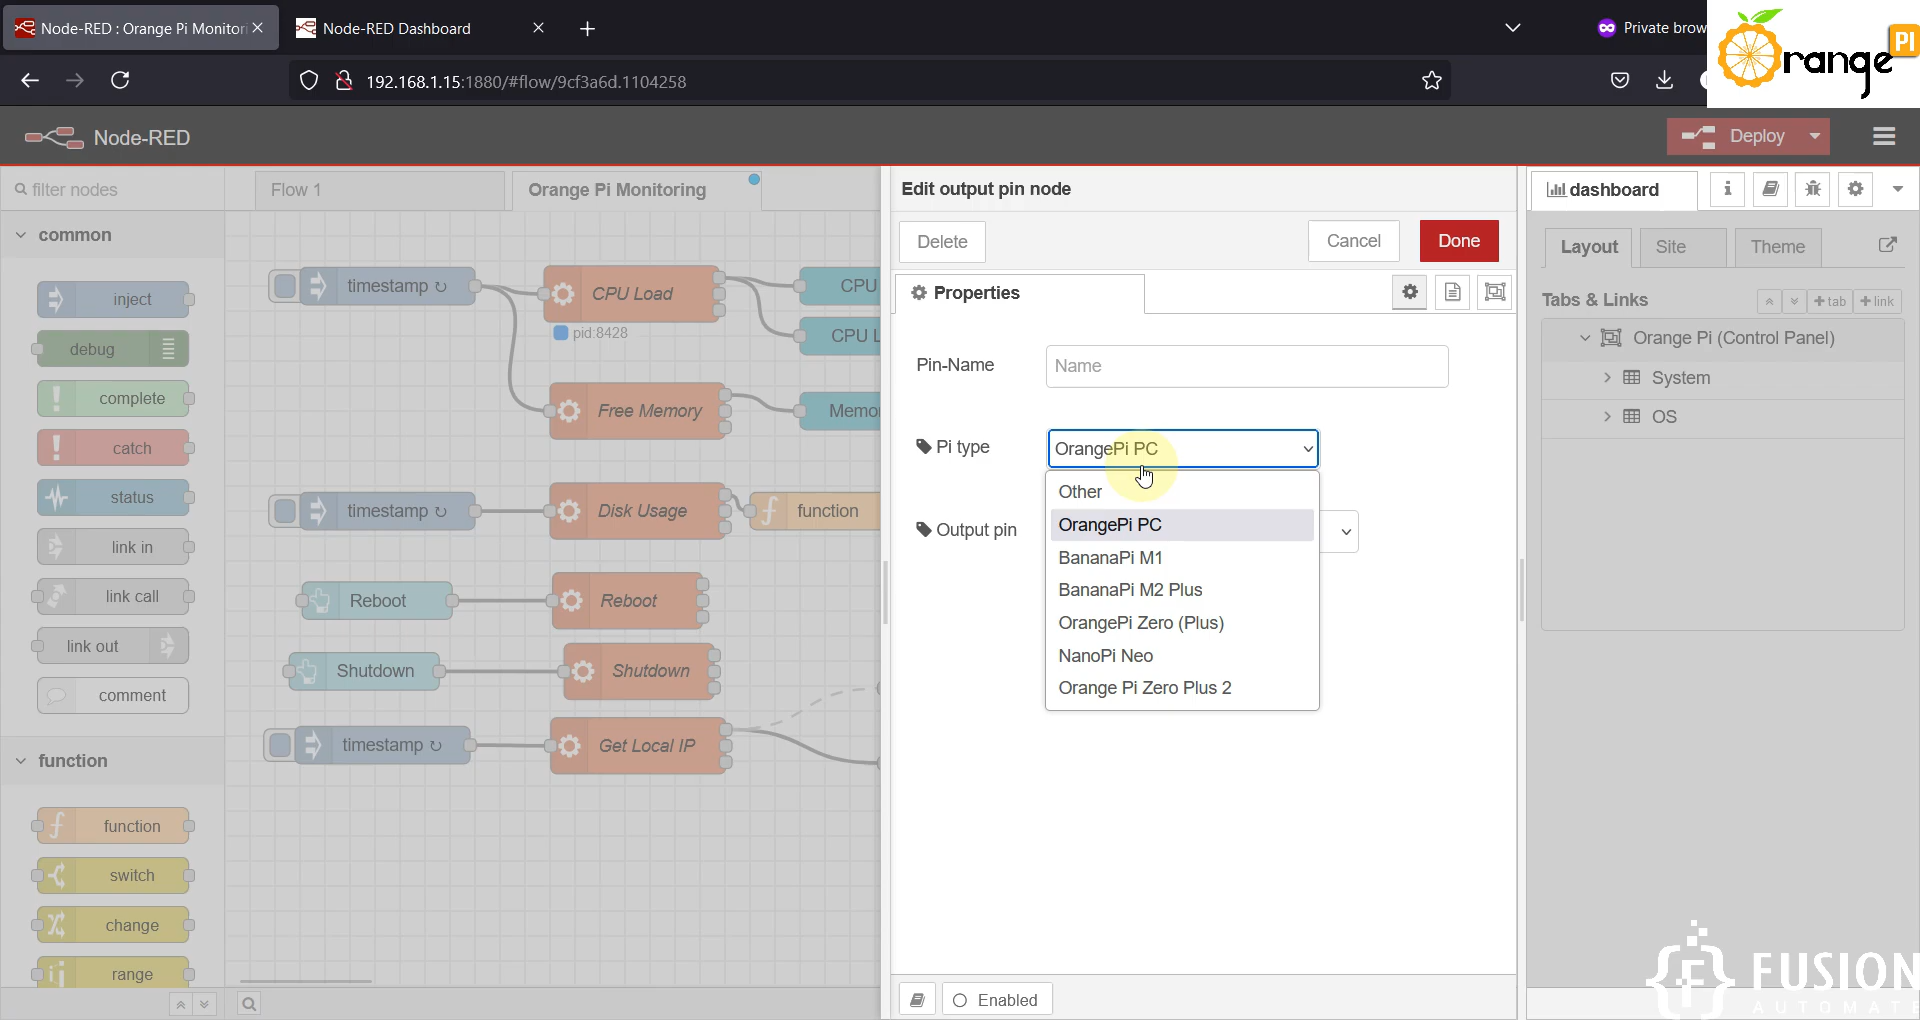 Node-RED : Orange Pi Monitori
Node-RED Dashboard
Private brow
Orange PI
192.168.1.15:1880/#flow/9cf3a6d.1104258
Node-RED
Deploy
filter nodes
Flow 1
Orange Pi Monitoring
common
inject
debug
complete
catch
status
link in
link call
link out
comment
function
function
switch
change
range
timestamp ↻
CPU Load
pid:8428
CPU
CPU L
Free Memory
Memo
timestamp ↻
Disk Usage
function
Reboot
Reboot
Shutdown
Shutdown
timestamp ↻
Get Local IP
Edit output pin node
Delete
Cancel
Done
Properties
Pin-Name
Name
Pi type
OrangePi PC
Other
OrangePi PC
BananaPi M1
BananaPi M2 Plus
OrangePi Zero (Plus)
NanoPi Neo
Orange Pi Zero Plus 2
Output pin
Enabled
dashboard
Layout
Site
Theme
Tabs & Links
+ tab
+ link
Orange Pi (Control Panel)
System
OS
FUSION
AUTOMATE